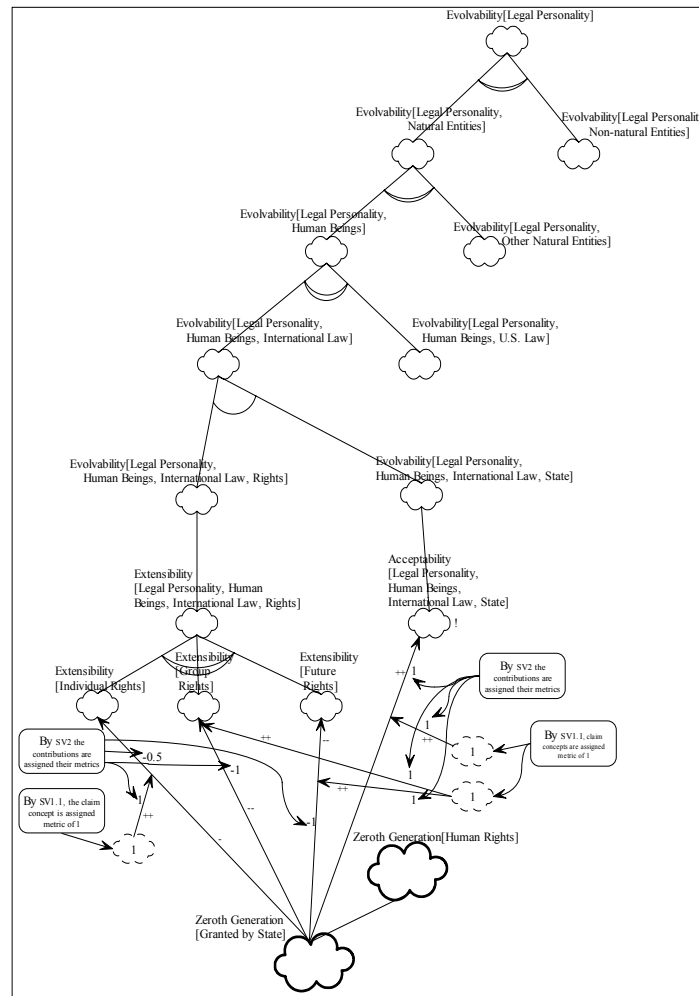 Evolvability[Legal Personality]
Evolvability[Legal Personality,
Natural Entities]
Evolvability[Legal Personalit
Non-natural Entities]
Evolvability[Legal Personality,
Human Beings]
Evolvability[Legal Personality,
Other Natural Entities]
Evolvability[Legal Personality,
Human Beings, International Law]
Evolvability[Legal Personality,
Human Beings, U.S. Law]
Evolvability[Legal Personality,
Human Beings, International Law, Rights]
Evolvability[Legal Personality,
Human Beings, International Law, State]
Extensibility
[Legal Personality, Human
Beings, International Law, Rights]
Acceptability
[Legal Personality,
Human Beings,
International Law, State]
!
Extensibility
[Individual Rights]
Extensibility
[Group
Rights]
Extensibility
[Future
Rights]
++
1
By SV2 the
contributions are
assigned their metrics
By SV2 the
contributions are
assigned their metrics
-0.5
-1
1
++
--
++
1
++
1
1
By SV1.1, claim
concepts are assigned
metric of 1
1
++
1
1
By SV1.1, the claim
concept is assigned
metric of 1
1
++
1
-
--
-1
Zeroth Generation[Human Rights]
Zeroth Generation
[Granted by State]